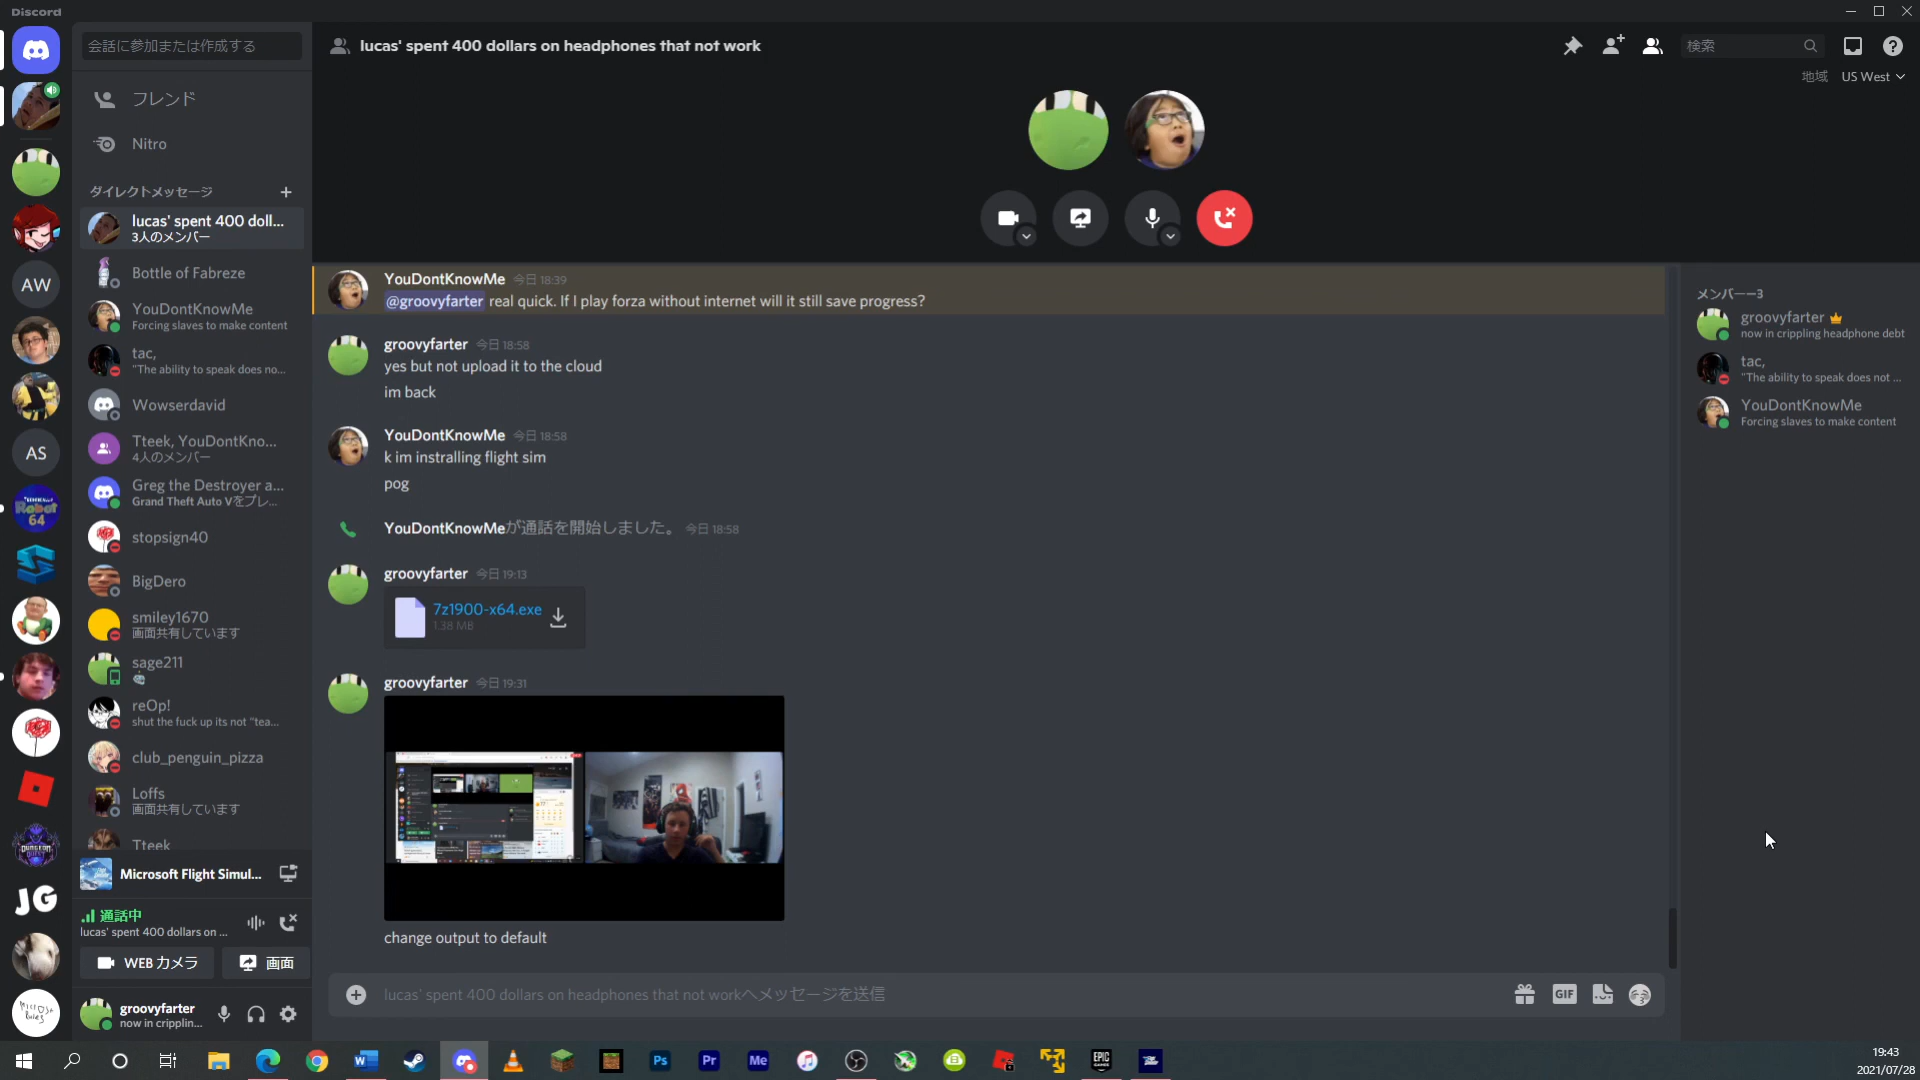 Discord
会話に参加または作成する
フレンド
Nitro
ダイレクトメッセージ
lucas' spent 400 doll...
3人のメンバー
Bottle of Fabreze
YouDontKnowMe
Forcing slaves to make content
tac,
"The ability to speak does no...
Wowserdavid
Tteek, YouDontKno...
4人のメンバー
Greg the Destroyer a...
Grand Theft Auto Vをプレ...
stopsign40
BigDero
smiley1670
画面共有しています
sage211
reOp!
shut the fuck up its not "tea...
club_penguin_pizza
Loffs
画面共有しています
Tteek
Microsoft Flight Simul...
通話中
lucas' spent 400 dollars on ...
WEB カメラ
画面
groovyfarter
now in cripplin...
AW
AS
Robot
64
JG
lucas' spent 400 dollars on headphones that not work
検索
地域 US West
YouDontKnowMe 今日 18:39
@groovyfarter real quick. If I play forza without internet will it still save progress?
groovyfarter 今日 18:58
yes but not upload it to the cloud
im back
YouDontKnowMe 今日 18:58
k im instralling flight sim
pog
YouDontKnowMeが通話を開始しました。 今日 18:58
groovyfarter 今日 19:13
7z1900-x64.exe
1.38 MB
groovyfarter 今日 19:31
change output to default
lucas' spent 400 dollars on headphones that not workへメッセージを送信
GIF
メンバー—3
groovyfarter
now in crippling headphone debt
tac,
"The ability to speak does not ...
YouDontKnowMe
Forcing slaves to make content
Ps
Pr
Me
EPIC
GAMES
19:43
2021/07/28